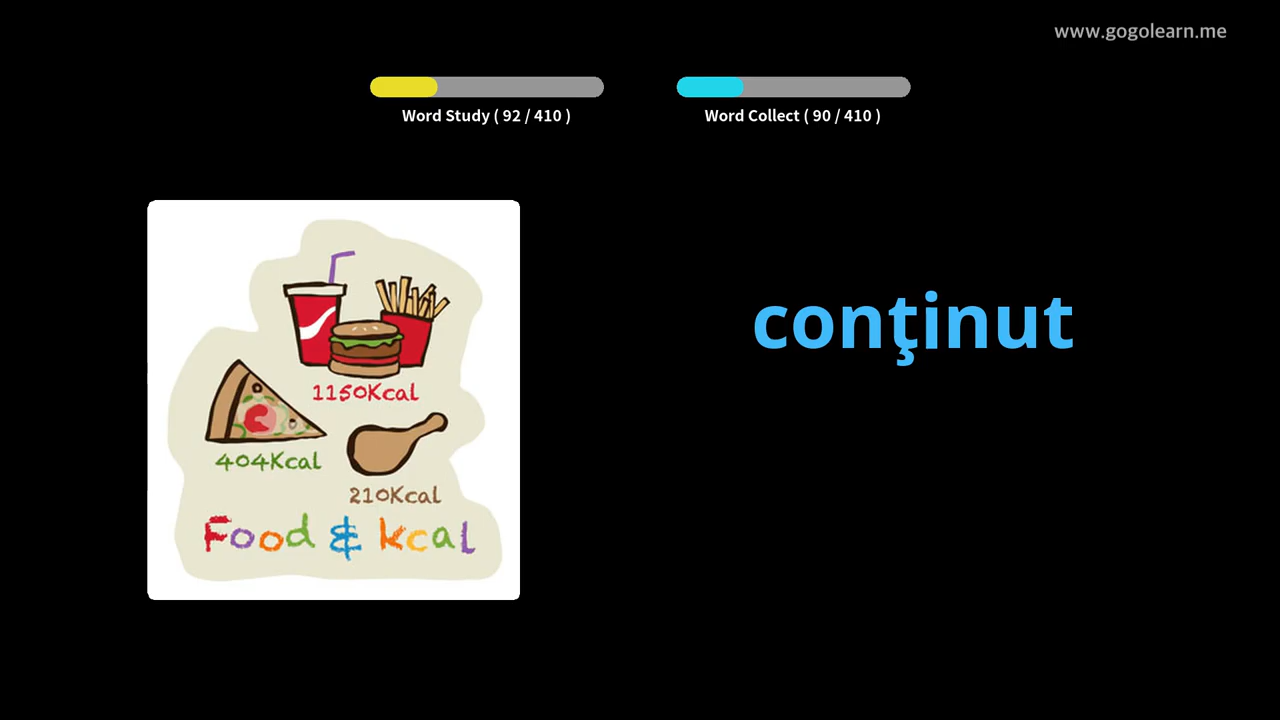 www.gogolearn.me
Word Study ( 92 / 410 )
Word Collect ( 90 / 410 )
conţinut
1150Kcal
404Kcal
210Kcal
Food & kcal